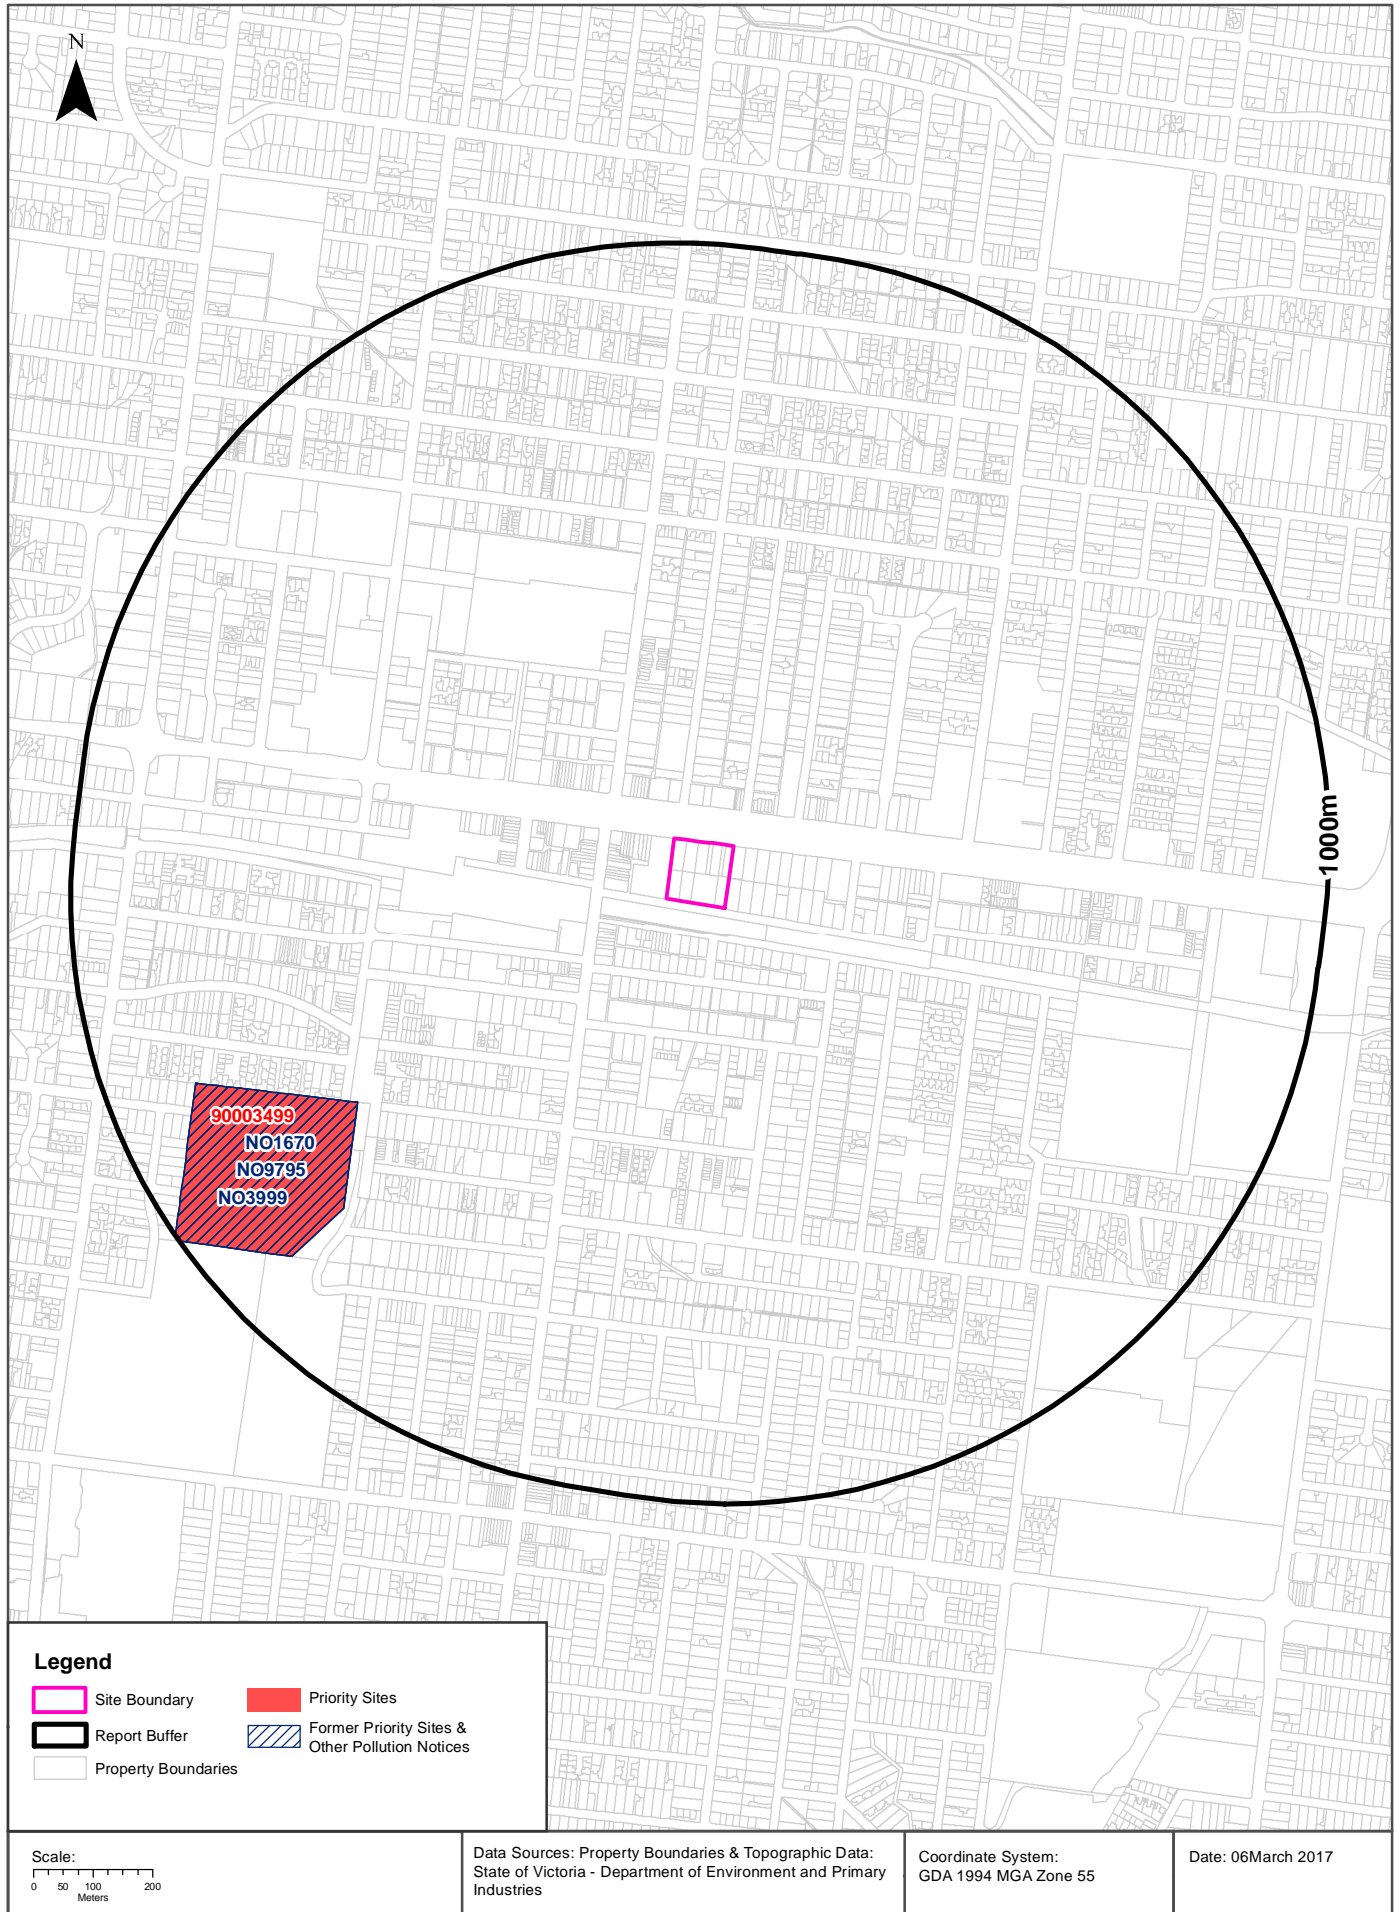 N
1000m
90003499
NO1670
NO9795
NO3999
Legend
Site Boundary
Priority Sites
Report Buffer
Former Priority Sites &
Other Pollution Notices
Property Boundaries
Scale:
0 50 100 200
Meters
Data Sources: Property Boundaries & Topographic Data:
State of Victoria - Department of Environment and Primary
Industries
Coordinate System:
GDA 1994 MGA Zone 55
Date: 06March 2017